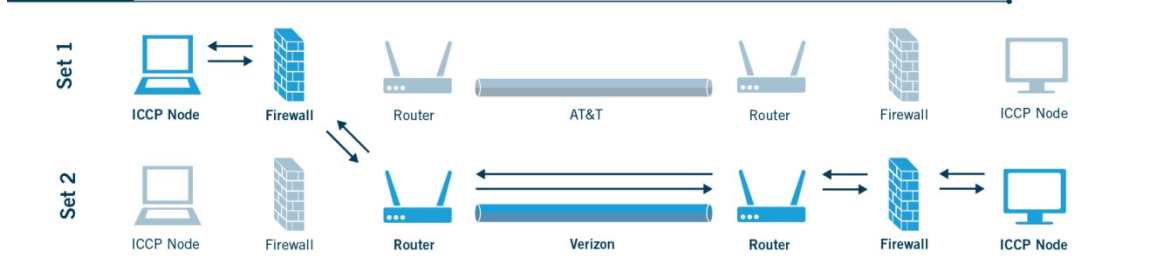 Set 1
ICCP Node Firewall Router AT&T Router Firewall ICCP Node
Set 2
ICCP Node Firewall Router Verizon Router Firewall ICCP Node